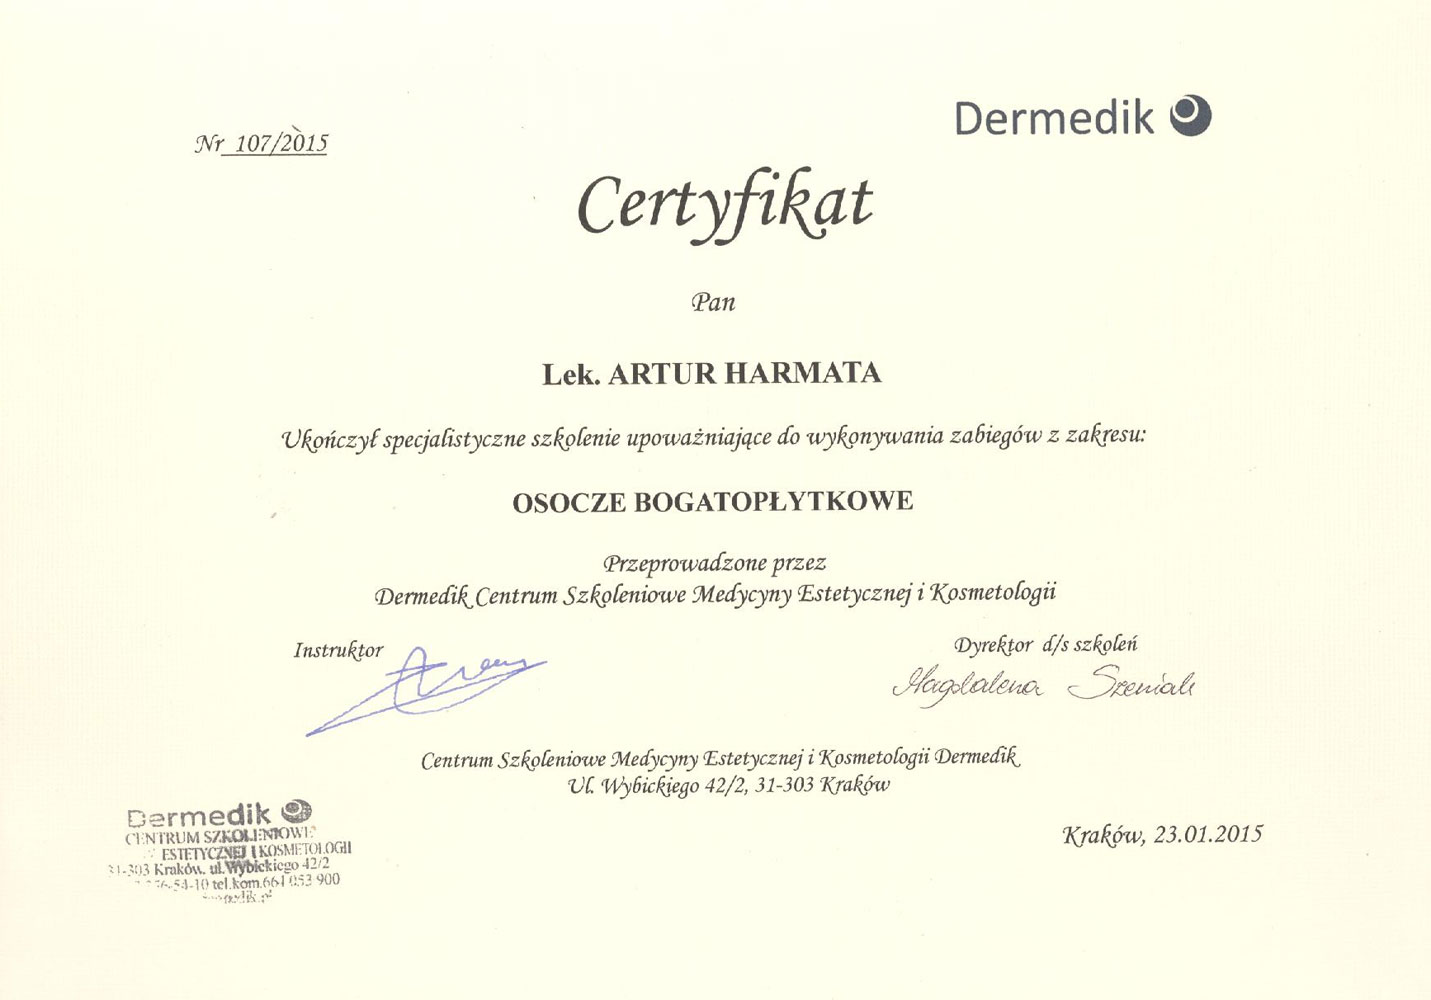 Nr 107/2015
Dermedik
Certyfikat
Pan
Lek. ARTUR HARMATA
Ukończył specjalistyczne szkolenie upoważniające do wykonywania zabiegów z zakresu:
OSOCZE BOGATOPŁYTKOWE
Przeprowadzone przez
Dermedik Centrum Szkoleniowe Medycyny Estetycznej i Kosmetologii
Instruktor
Dyrektor d/s szkoleń
Magdalena Szeniak
Centrum Szkoleniowe Medycyny Estetycznej i Kosmetologii Dermedik
Ul. Wybickiego 42/2, 31-303 Kraków
Kraków, 23.01.2015
Dermedik
CENTRUM SZKOLENIOWE
ESTETYCZNEJ I KOSMETOLOGII
31-303 Kraków, ul.Wybickiego 42/2
tel.kom.664 053 900